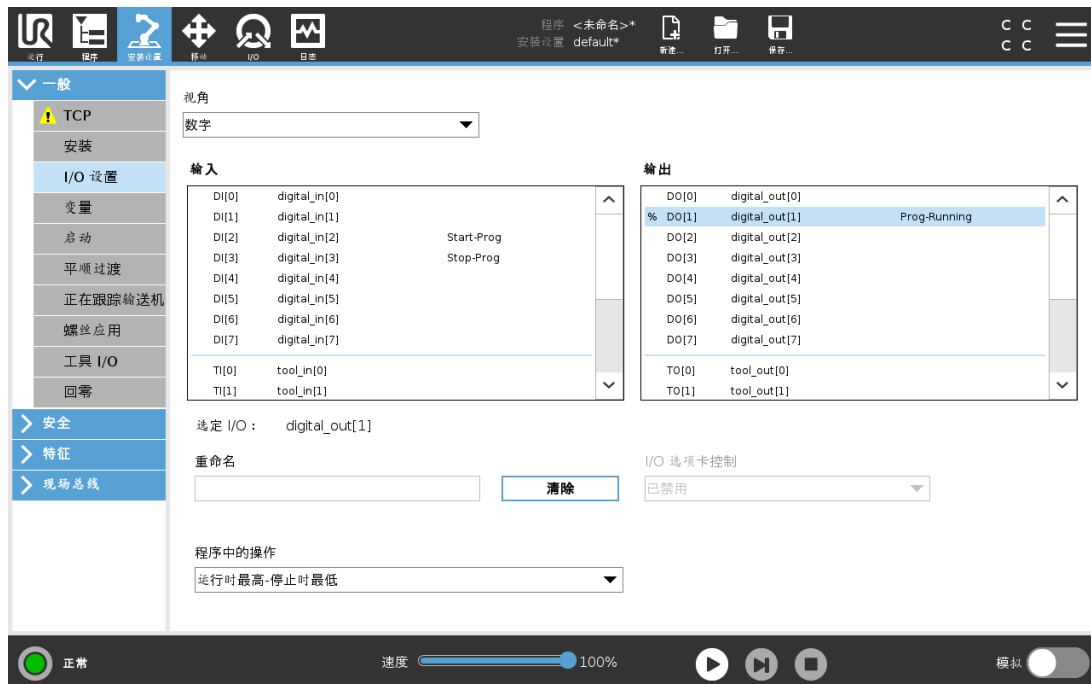 程序 <未命名>*
安装设置 default*
新建...
打开...
保存...
C C
C C
运行
程序
安装设置
移动
I/O
日志
一般
TCP
安装
I/O 设置
变量
启动
平顺过渡
正在跟踪输送机
螺丝应用
工具 I/O
回零
安全
特征
现场总线
视角
数字
输入
DI[0] digital_in[0]
DI[1] digital_in[1]
DI[2] digital_in[2] Start-Prog
DI[3] digital_in[3] Stop-Prog
DI[4] digital_in[4]
DI[5] digital_in[5]
DI[6] digital_in[6]
DI[7] digital_in[7]
TI[0] tool_in[0]
TI[1] tool_in[1]
输出
DO[0] digital_out[0]
% DO[1] digital_out[1] Prog-Running
DO[2] digital_out[2]
DO[3] digital_out[3]
DO[4] digital_out[4]
DO[5] digital_out[5]
DO[6] digital_out[6]
DO[7] digital_out[7]
TO[0] tool_out[0]
TO[1] tool_out[1]
选定 I/O： digital_out[1]
重命名
清除
I/O 选项卡控制
已禁用
程序中的操作
运行时最高-停止时最低
正常
速度 100%
模拟